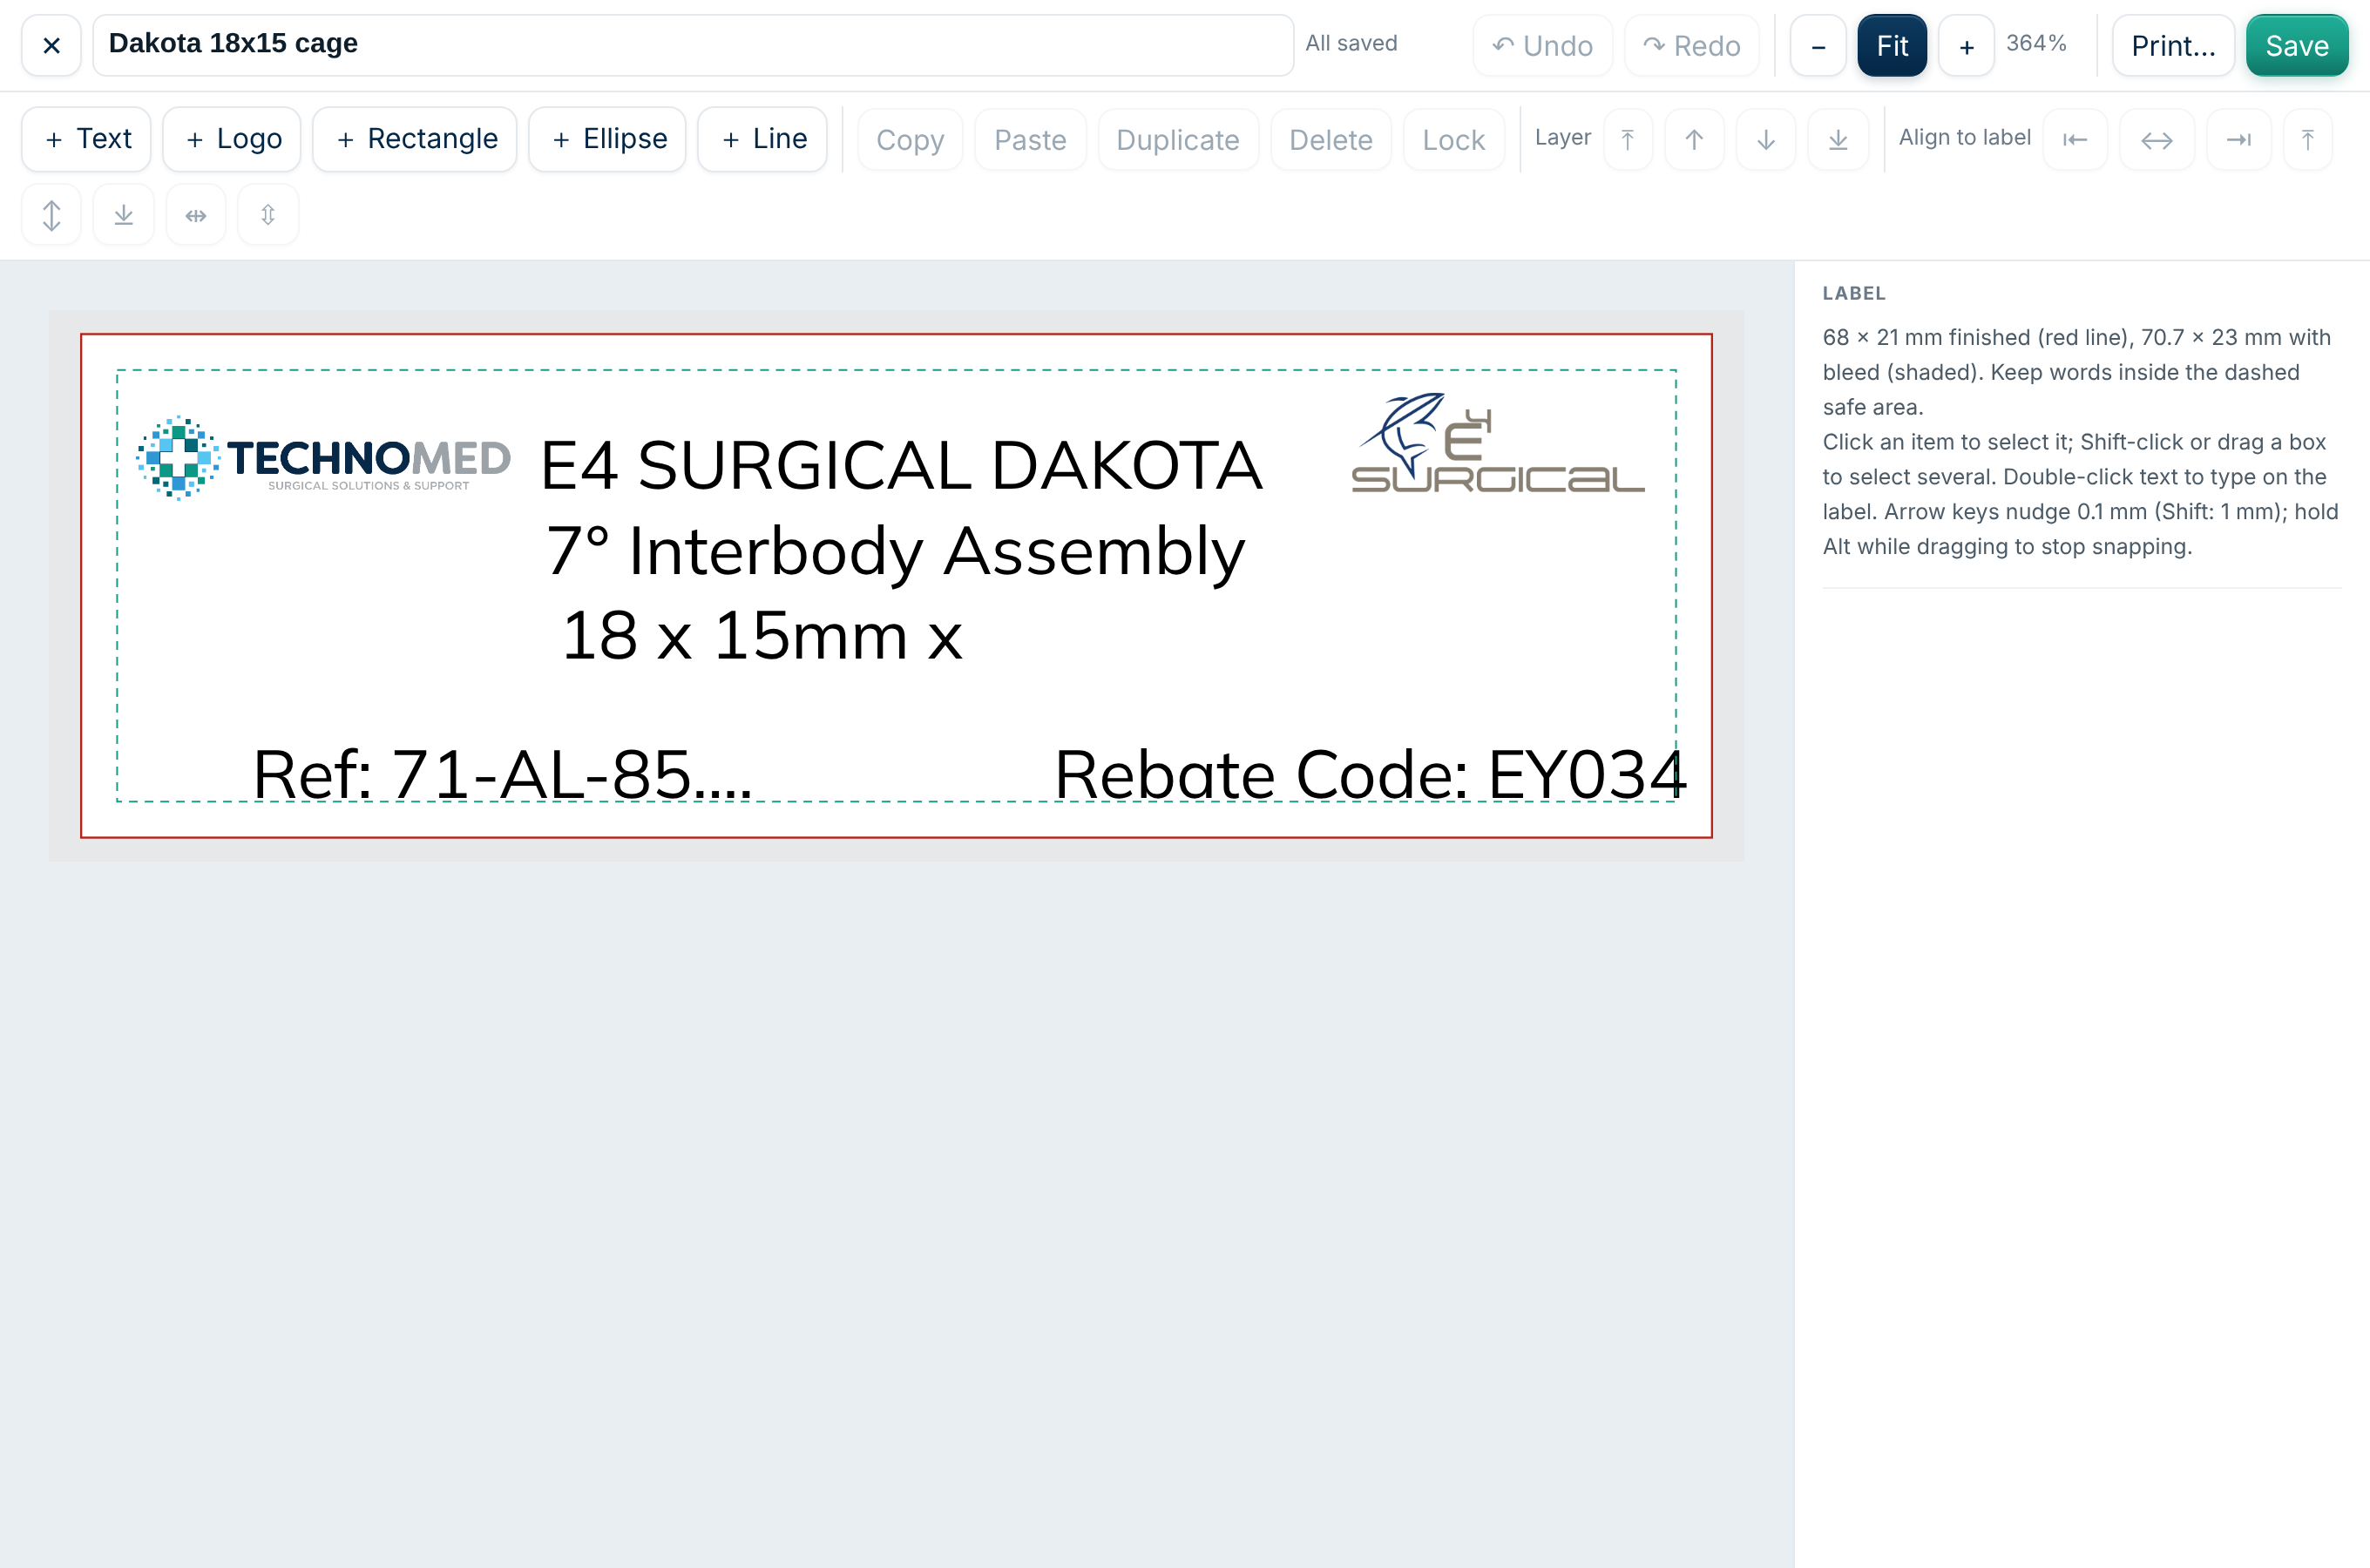 ✕ Dakota 18x15 cage All saved ↶ Undo ↷ Redo − Fit + 364% Print... Save
+ Text + Logo + Rectangle + Ellipse + Line Copy Paste Duplicate Delete Lock Layer ⤒ ↑ ↓ ⤓ Align to label ⇤ ↔ ⇥ ⤒
↕ ⤓ ⇹ ⇳
LABEL
68 × 21 mm finished (red line), 70.7 × 23 mm with
bleed (shaded). Keep words inside the dashed
safe area.
Click an item to select it; Shift-click or drag a box
to select several. Double-click text to type on the
label. Arrow keys nudge 0.1 mm (Shift: 1 mm); hold
Alt while dragging to stop snapping.
TECHNOMED
SURGICAL SOLUTIONS & SUPPORT
E4 SURGICAL DAKOTA
E4
SURGICAL
7° Interbody Assembly
18 x 15mm x
Ref: 71-AL-85....
Rebate Code: EY034